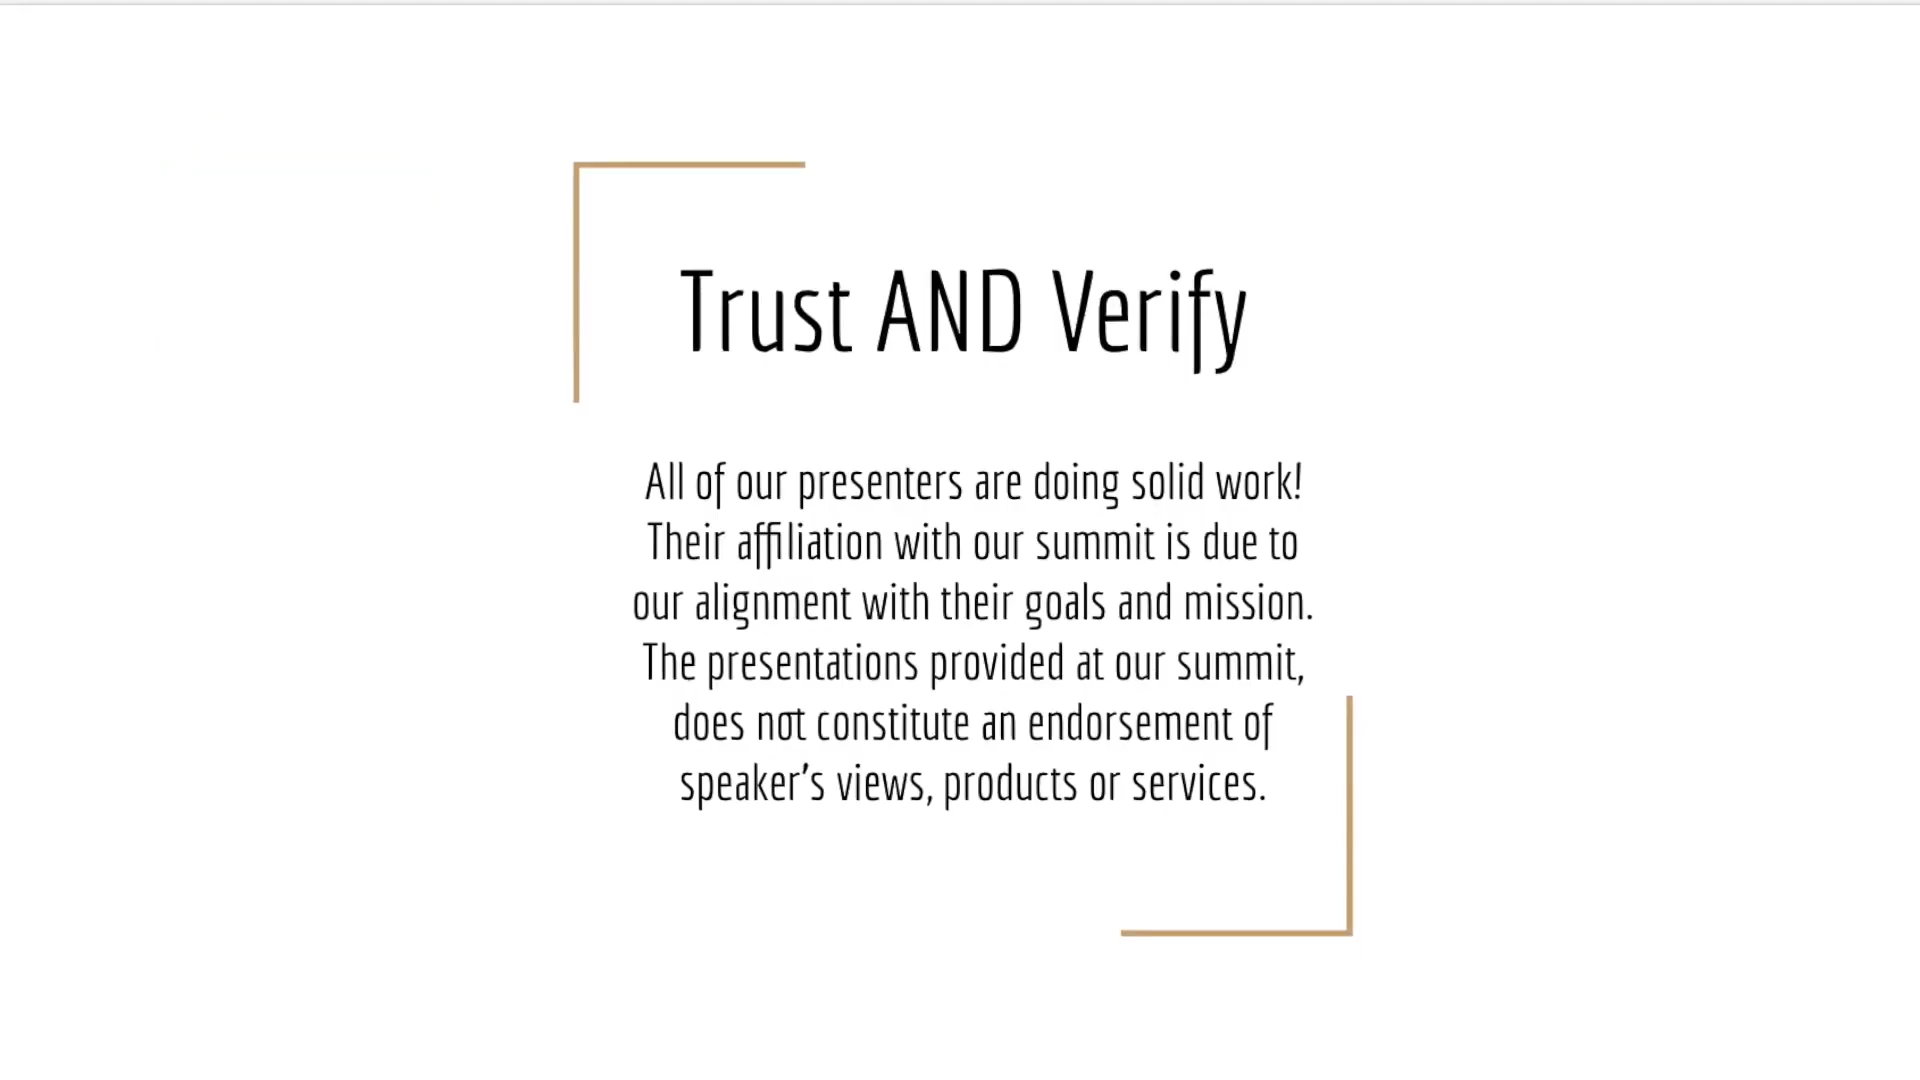 Trust AND Verify
All of our presenters are doing solid work!
Their affiliation with our summit is due to
our alignment with their goals and mission.
The presentations provided at our summit,
does not constitute an endorsement of
speaker’s views, products or services.